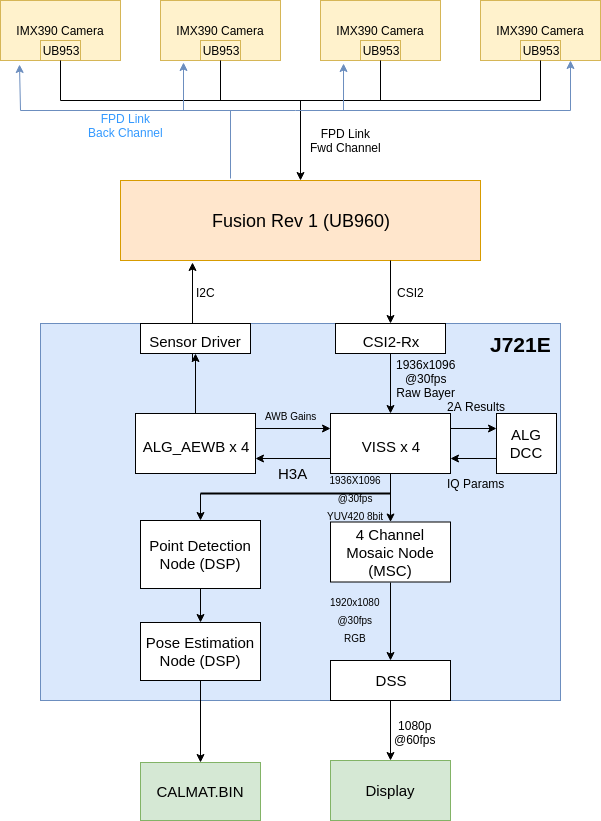 IMX390 Camera
UB953
IMX390 Camera
UB953
IMX390 Camera
UB953
IMX390 Camera
UB953
FPD Link
Back Channel
FPD Link
Fwd Channel
Fusion Rev 1 (UB960)
I2C
CSI2
Sensor Driver
CSI2-Rx
J721E
1936x1096
@30fps
Raw Bayer
ALG_AEWB x 4
AWB Gains
H3A
VISS x 4
2A Results
IQ Params
ALG
DCC
1936X1096
@30fps
YUV420 8bit
Point Detection
Node (DSP)
4 Channel
Mosaic Node
(MSC)
1920x1080
@30fps
RGB
Pose Estimation
Node (DSP)
DSS
1080p
@60fps
CALMAT.BIN
Display